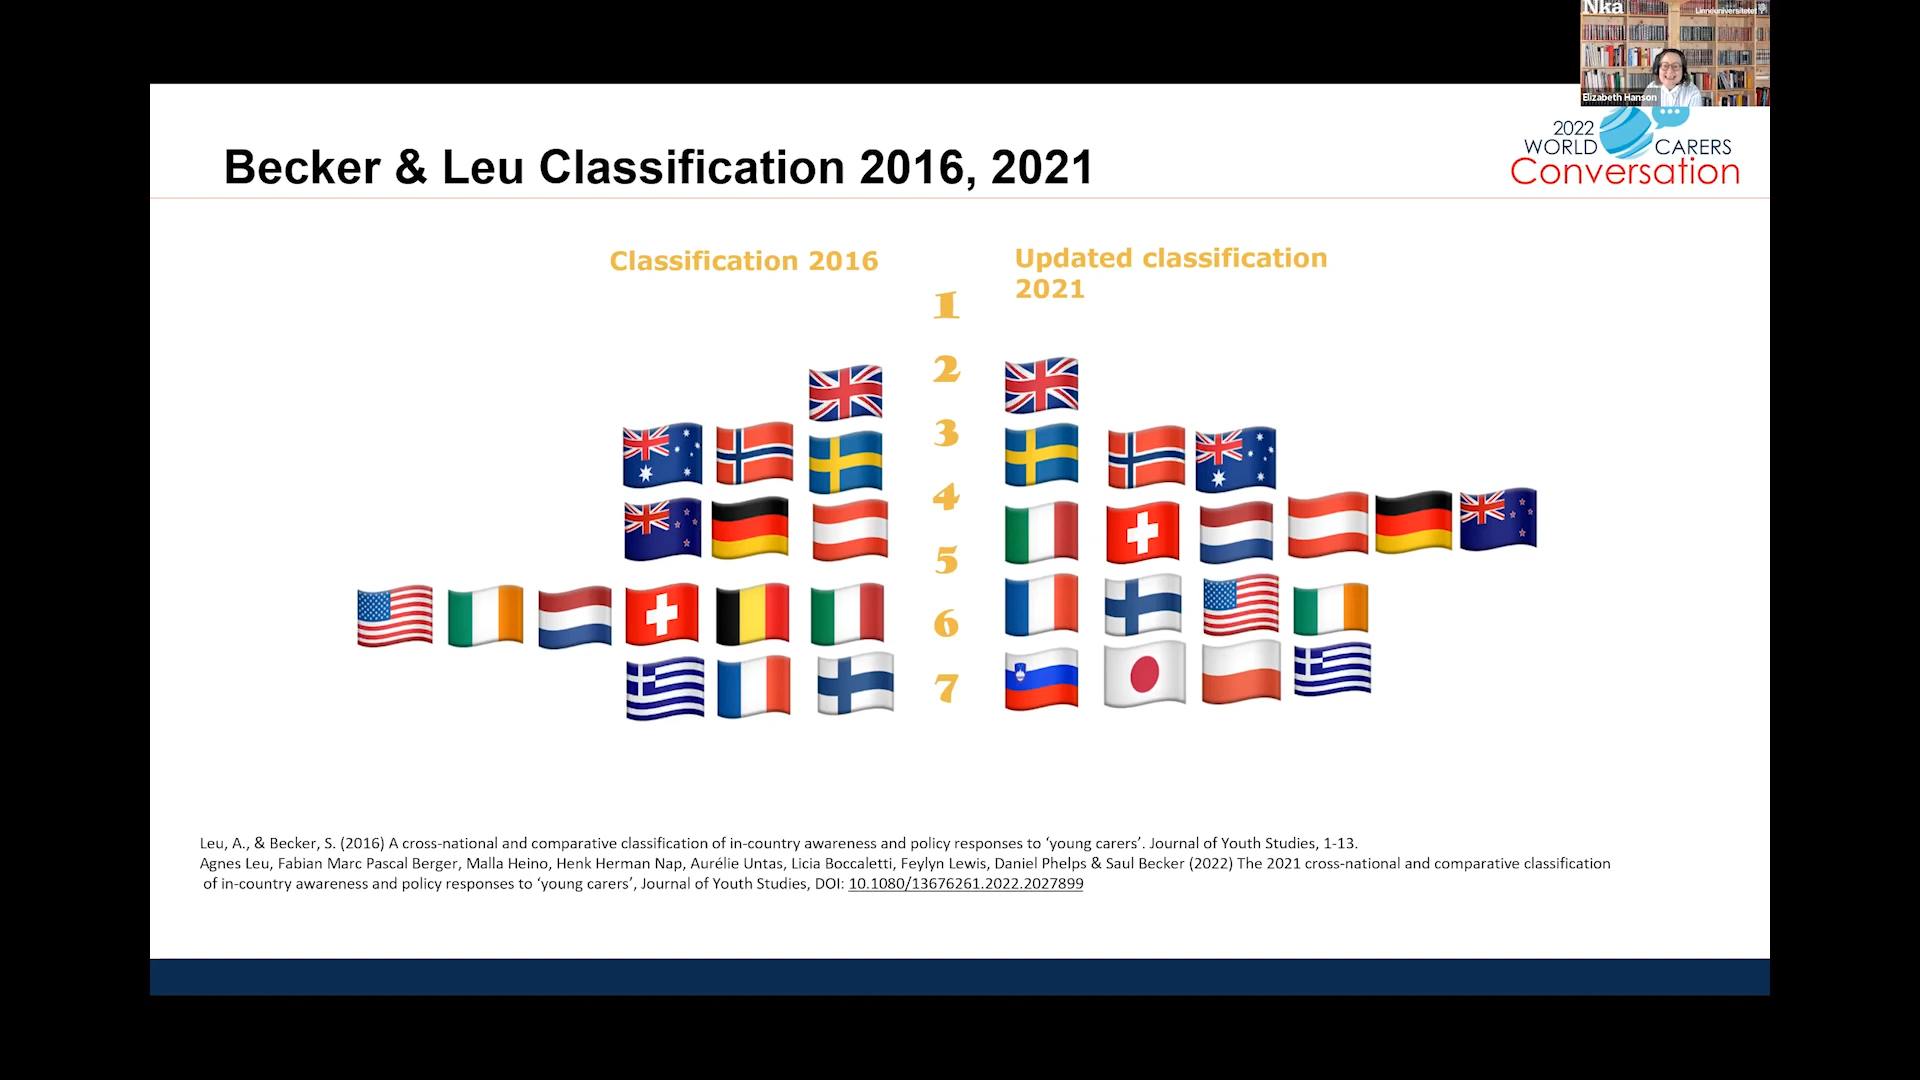 Nka
Linnéuniversitetet
Elizabeth Hanson
2022
WORLD CARERS
Conversation
Becker & Leu Classification 2016, 2021
Classification 2016
Updated classification
2021
1
2
3
4
5
6
7
Leu, A., & Becker, S. (2016) A cross-national and comparative classification of in-country awareness and policy responses to ‘young carers’. Journal of Youth Studies, 1-13.
Agnes Leu, Fabian Marc Pascal Berger, Malla Heino, Henk Herman Nap, Aurélie Untas, Licia Boccaletti, Feylyn Lewis, Daniel Phelps & Saul Becker (2022) The 2021 cross-national and comparative classification
of in-country awareness and policy responses to ‘young carers’, Journal of Youth Studies, DOI: 10.1080/13676261.2022.2027899